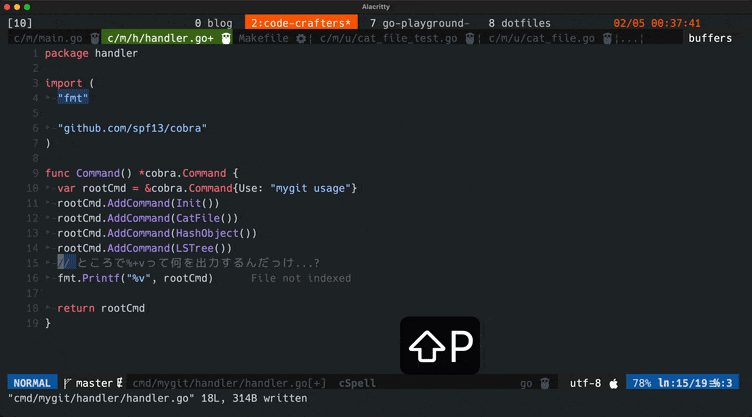 Alacritty
[10] 0 blog 2:code-crafters* 7 go-playground- 8 dotfiles 02/05 00:37:41
c/m/main.go c/m/h/handler.go+ Makefile ¦ c/m/u/cat_file_test.go ¦ c/m/u/cat_file.go ¦...¦ buffers
1 package handler
2
3 import (
4 "fmt"
5
6 "github.com/spf13/cobra"
7 )
8
9 func Command() *cobra.Command {
10 var rootCmd = &cobra.Command{Use: "mygit usage"}
11 rootCmd.AddCommand(Init())
12 rootCmd.AddCommand(CatFile())
13 rootCmd.AddCommand(HashObject())
14 rootCmd.AddCommand(LSTree())
15 // ところで%+vって何を出力するんだっけ...?
16 fmt.Printf("%v", rootCmd) File not indexed
17
18 return rootCmd
19 }
⇧P
NORMAL master cmd/mygit/handler/handler.go[+] cSpell go utf-8 78% ln:15/19≡%:3
"cmd/mygit/handler/handler.go" 18L, 314B written